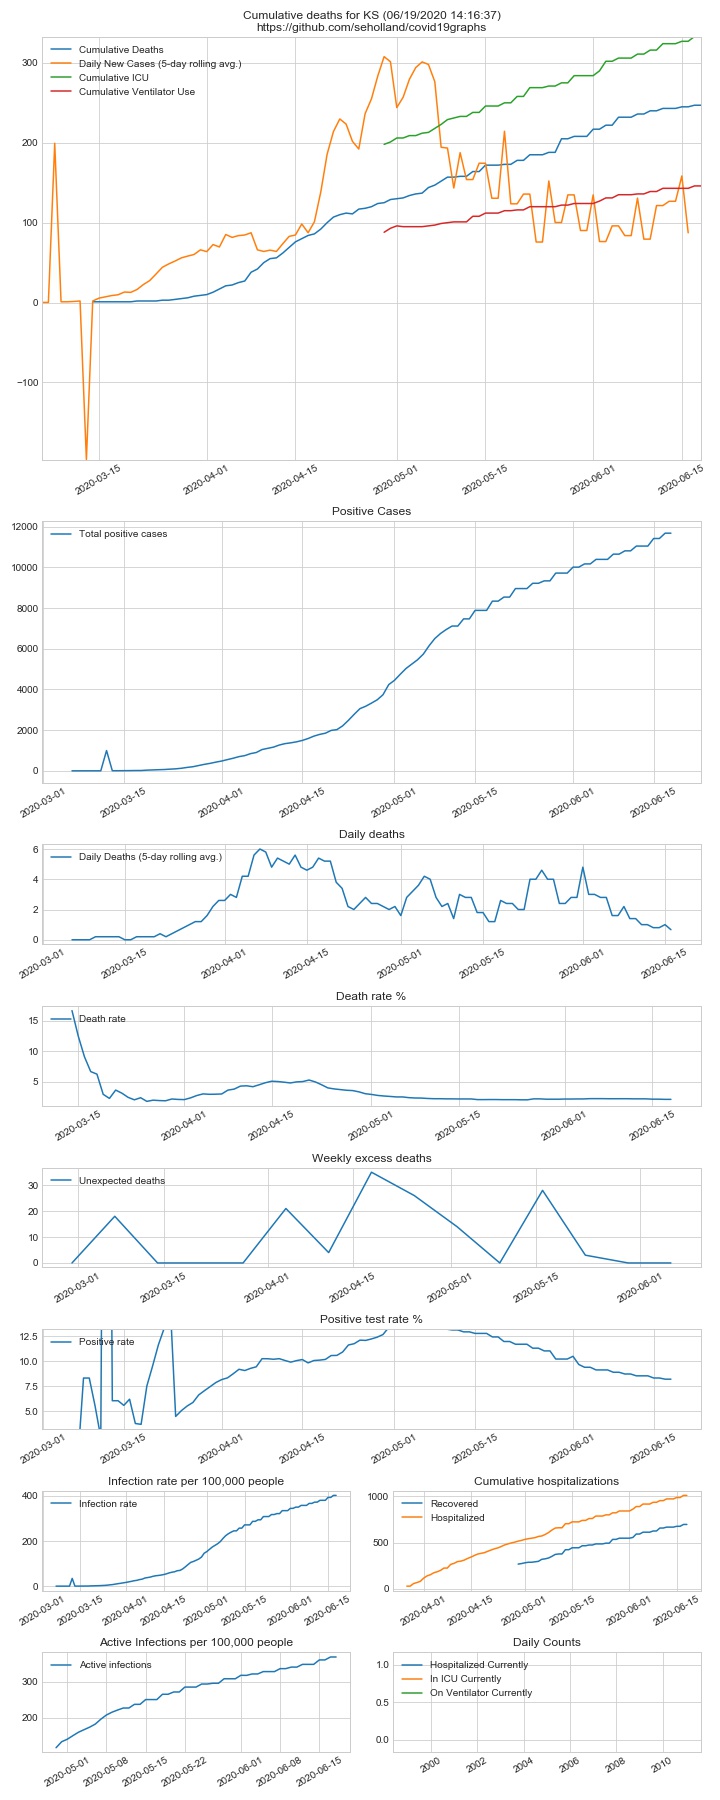 Cumulative deaths for KS (06/19/2020 14:16:37)
https://github.com/seholland/covid19graphs
Cumulative Deaths
Daily New Cases (5-day rolling avg.)
Cumulative ICU
Cumulative Ventilator Use
300
200
100
0
−100
2020-03-15 2020-04-01 2020-04-15 2020-05-01 2020-05-15 2020-06-01 2020-06-15
Positive Cases
Total positive cases
12000
10000
8000
6000
4000
2000
0
2020-03-01 2020-03-15 2020-04-01 2020-04-15 2020-05-01 2020-05-15 2020-06-01 2020-06-15
Daily deaths
Daily Deaths (5-day rolling avg.)
6
4
2
0
2020-03-01 2020-03-15 2020-04-01 2020-04-15 2020-05-01 2020-05-15 2020-06-01 2020-06-15
Death rate %
Death rate
15
10
5
2020-03-15 2020-04-01 2020-04-15 2020-05-01 2020-05-15 2020-06-01 2020-06-15
Weekly excess deaths
Unexpected deaths
30
20
10
0
2020-03-01 2020-03-15 2020-04-01 2020-04-15 2020-05-01 2020-05-15 2020-06-01
Positive test rate %
Positive rate
12.5
10.0
7.5
5.0
2020-03-01 2020-03-15 2020-04-01 2020-04-15 2020-05-01 2020-05-15 2020-06-01 2020-06-15
Infection rate per 100,000 people
Infection rate
400
200
0
2020-03-01 2020-03-15 2020-04-01 2020-04-15 2020-05-01 2020-05-15 2020-06-01 2020-06-15
Cumulative hospitalizations
Recovered
Hospitalized
1000
500
0
2020-04-01 2020-04-15 2020-05-01 2020-05-15 2020-06-01 2020-06-15
Active Infections per 100,000 people
Active infections
300
200
2020-05-01 2020-05-08 2020-05-15 2020-05-22 2020-06-01 2020-06-08 2020-06-15
Daily Counts
Hospitalized Currently
In ICU Currently
On Ventilator Currently
1.0
0.5
0.0
2000 2002 2004 2006 2008 2010